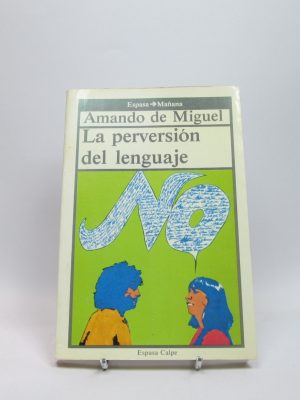 Espasa Mañana
Amando de Miguel
La perversión
del lenguaje
NO
Espasa Calpe